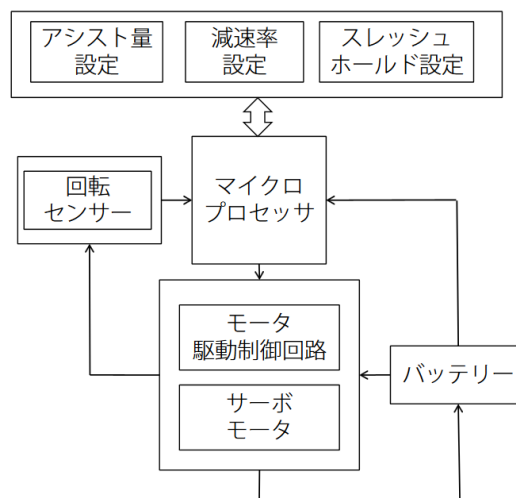 アシスト量
設定
減速率
設定
スレッシュ
ホールド設定
回転
センサー
マイクロ
プロセッサ
モータ
駆動制御回路
サーボ
モータ
バッテリー